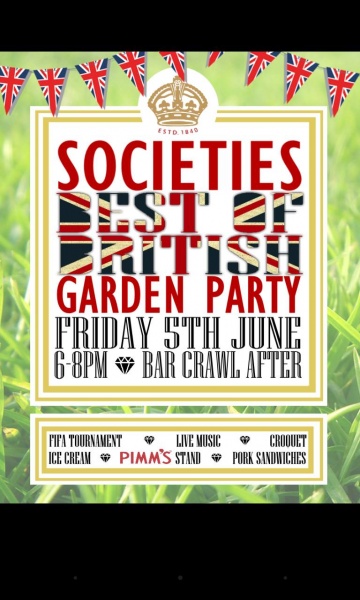 ESTD.1840
SOCIETIES
BEST OF
BRITISH
GARDEN PARTY
FRIDAY 5TH JUNE
6-8PM BAR CRAWL AFTER
FIFA TOURNAMENT LIVE MUSIC CROQUET
ICE CREAM PIMM'S STAND PORK SANDWICHES